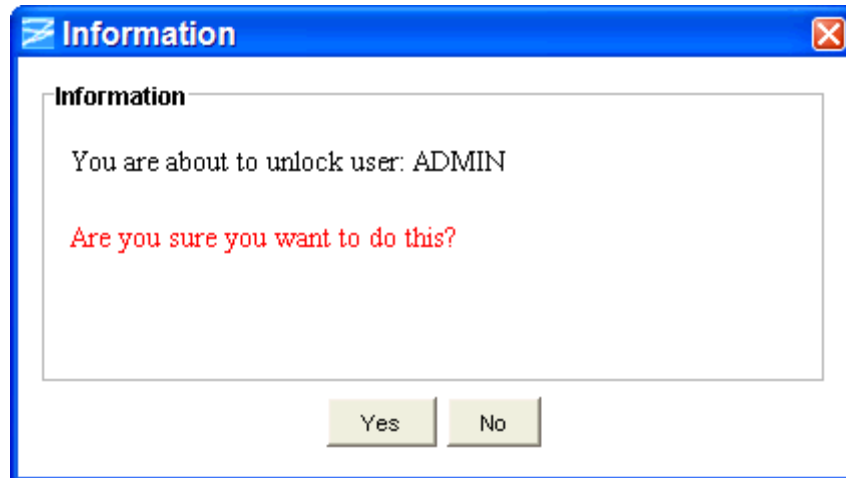 Information
Information
You are about to unlock user: ADMIN
Are you sure you want to do this?
Yes No